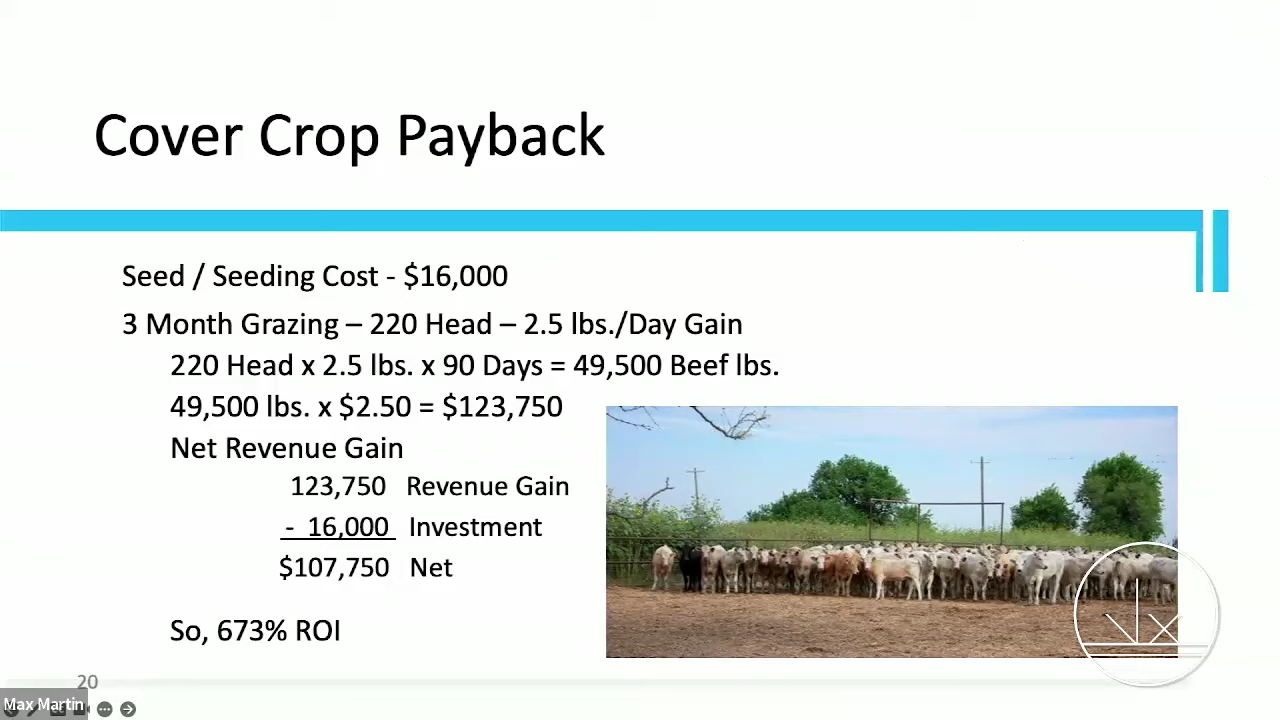 Cover Crop Payback
Seed / Seeding Cost - $16,000
3 Month Grazing – 220 Head – 2.5 lbs./Day Gain
220 Head x 2.5 lbs. x 90 Days = 49,500 Beef lbs.
49,500 lbs. x $2.50 = $123,750
Net Revenue Gain
123,750 Revenue Gain
- 16,000 Investment
$107,750 Net
So, 673% ROI
20
Max Martin